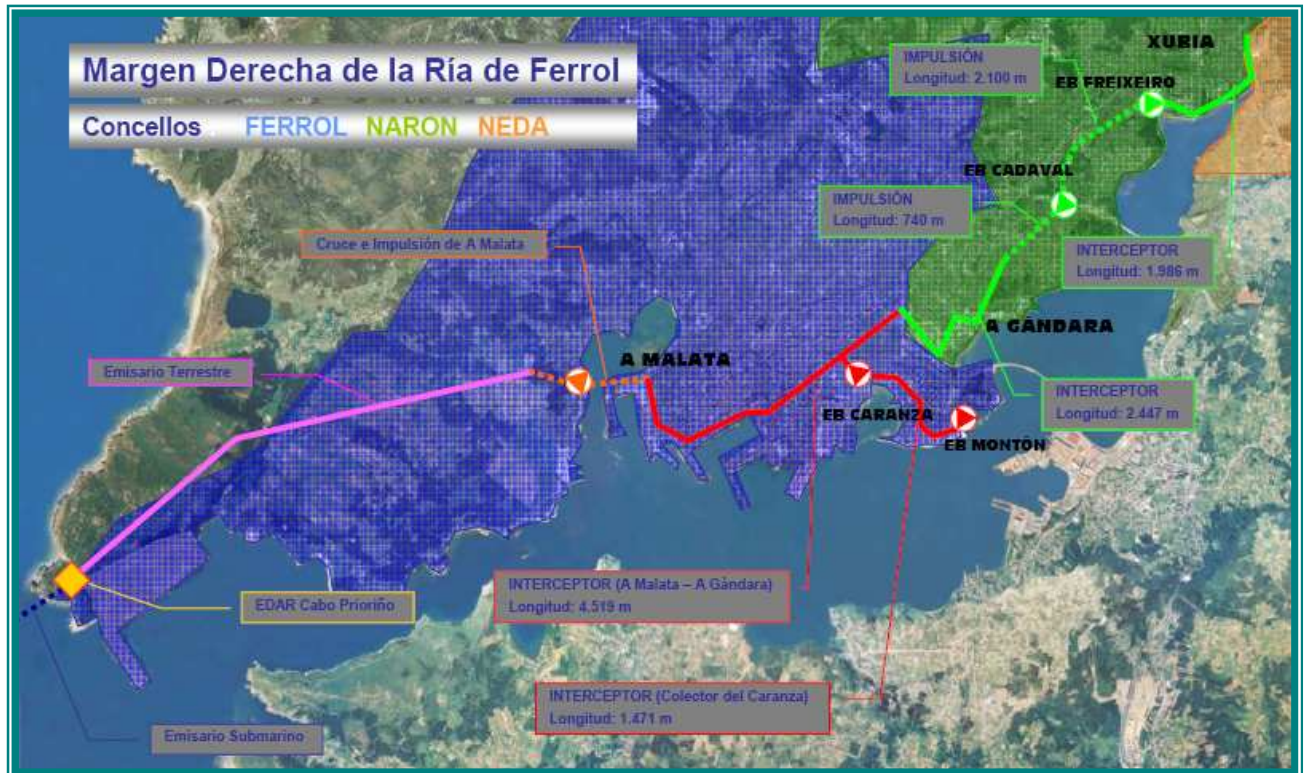 Margen Derecha de la Ría de Ferrol
Concellos FERROL NARON NEDA
IMPULSIÓN
Longitud: 2.100 m
XUBIA
EB FREIXEIRO
EB CADAVAL
IMPULSIÓN
Longitud: 740 m
Cruce e Impulsión de A Malata
INTERCEPTOR
Longitud: 1.986 m
A GÁNDARA
A MALATA
Emisario Terrestre
INTERCEPTOR
Longitud: 2.447 m
EB CARANZA
EB MONTÓN
INTERCEPTOR (A Malata – A Gándara)
Longitud: 4.519 m
EDAR Cabo Prioriño
INTERCEPTOR (Colector del Caranza)
Longitud: 1.471 m
Emisario Submarino